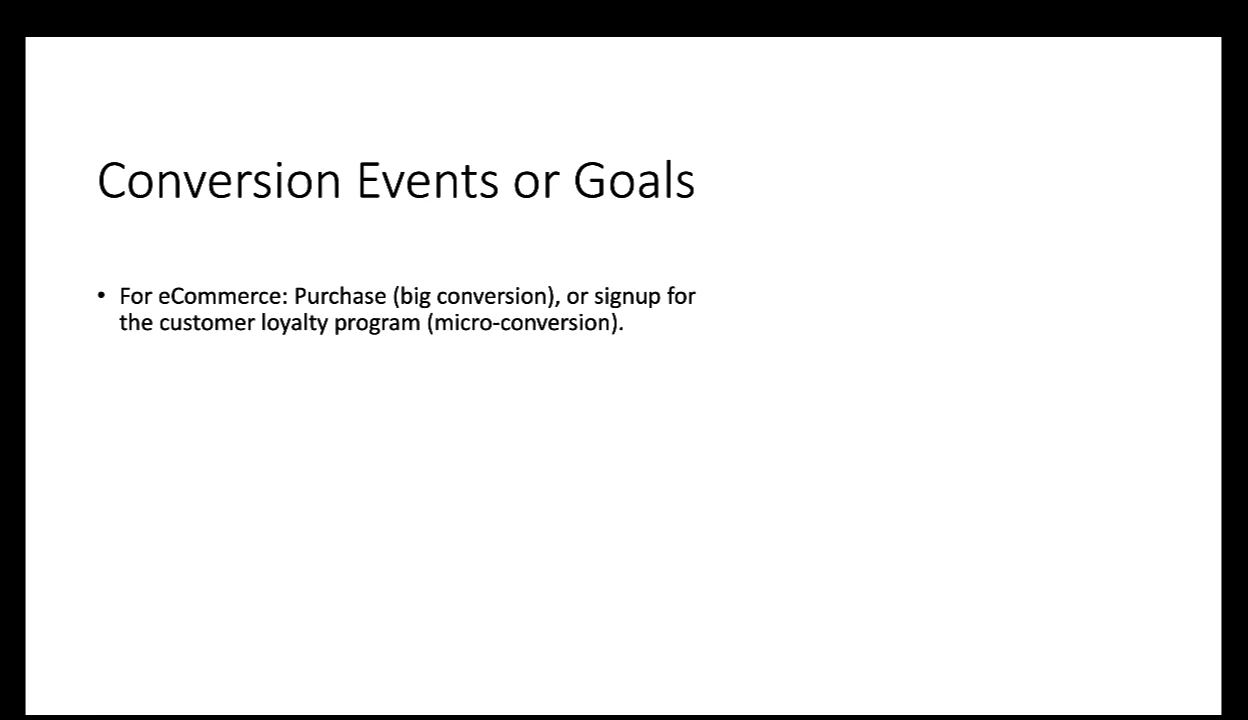 Conversion Events or Goals
• For eCommerce: Purchase (big conversion), or signup for
the customer loyalty program (micro-conversion).